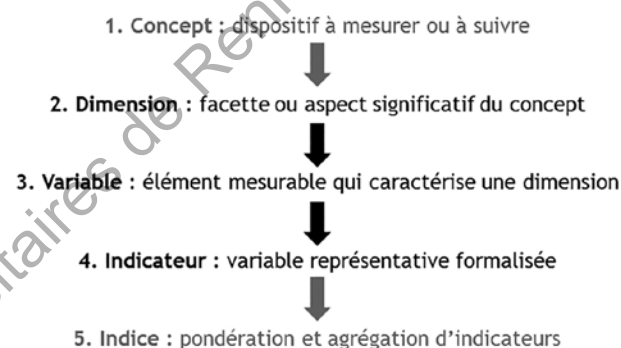 1. Concept : dispositif à mesurer ou à suivre
2. Dimension : facette ou aspect significatif du concept
3. Variable : élément mesurable qui caractérise une dimension
4. Indicateur : variable représentative formalisée
5. Indice : pondération et agrégation d'indicateurs